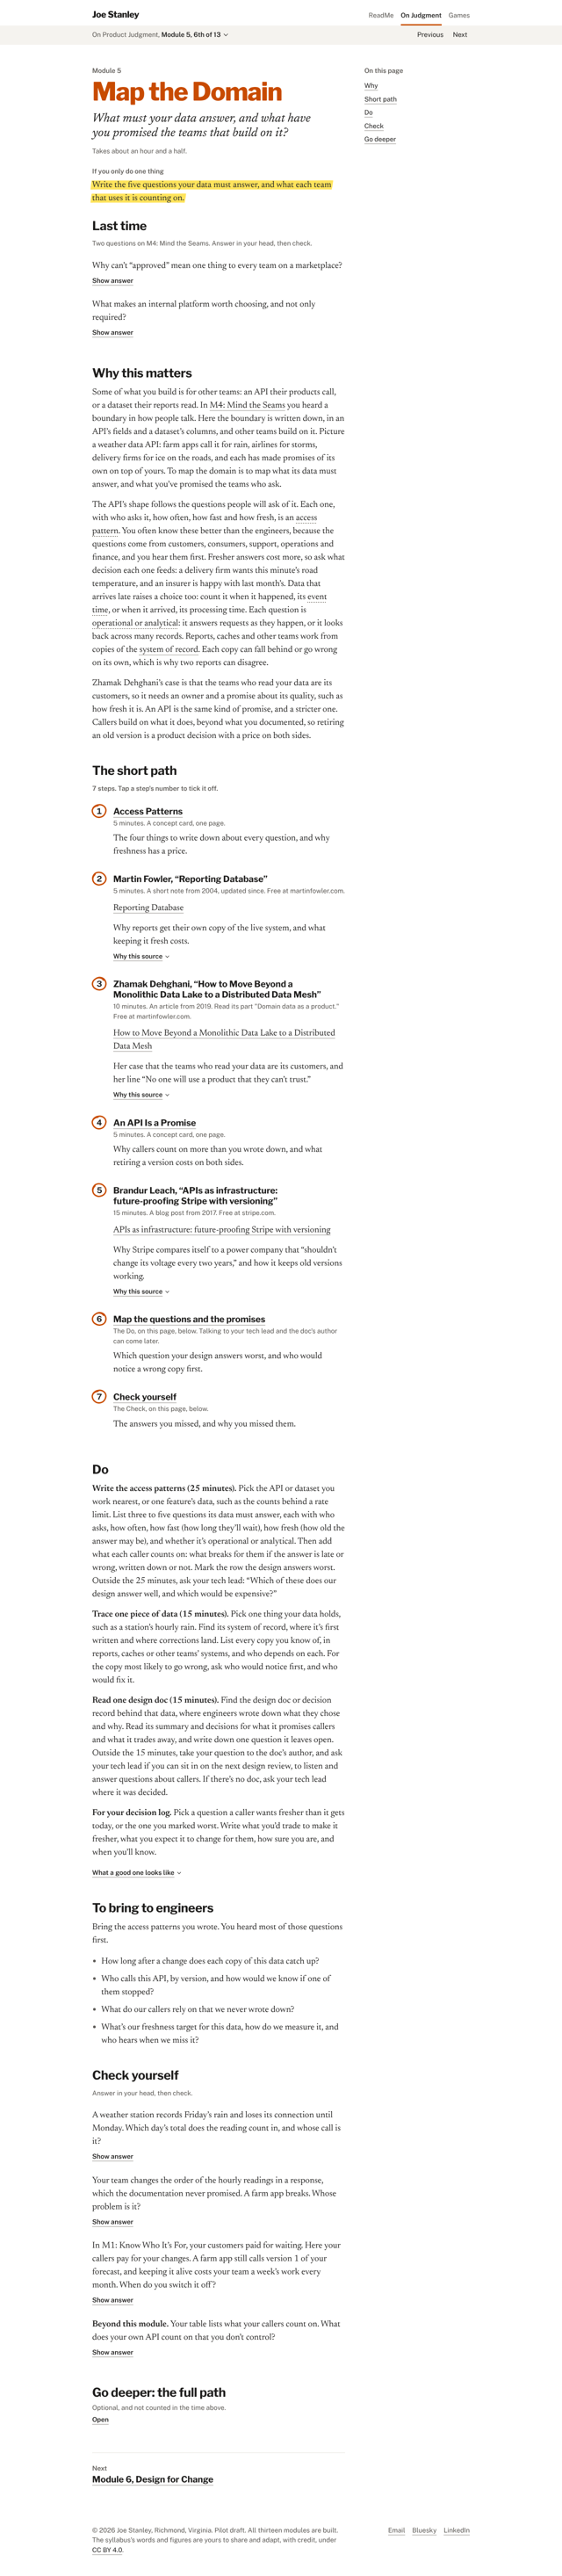 Joe Stanley
ReadMe On Judgment Games
On Product Judgment, Module 5, 6th of 13
Previous Next
Module 5
Map the Domain
What must your data answer, and what have
you promised the teams that build on it?
Takes about an hour and a half.
If you only do one thing
Write the five questions your data must answer, and what each team
that uses it is counting on.
On this page
Why
Short path
Do
Check
Go deeper
Last time
Two questions on M4: Mind the Seams. Answer in your head, then check.
Why can't “approved” mean one thing to every team on a marketplace?
Show answer
What makes an internal platform worth choosing, and not only
required?
Show answer
Why this matters
Some of what you build is for other teams: an API their products call,
or a dataset their reports read. In M4: Mind the Seams you heard a
boundary in how people talk. Here the boundary is written down, in an
API's fields and a dataset's columns, and other teams build on it. Picture
a weather data API: farm apps call it for rain, airlines for storms,
delivery firms for ice on the roads, and each has made promises of its
own on top of yours. To map the domain is to map what its data must
answer, and what you've promised the teams who ask.
The API's shape follows the questions people will ask of it. Each one,
with who asks it, how often, how fast and how fresh, is an access
pattern. You often know these better than the engineers, because the
questions come from customers, consumers, support, operations and
finance, and you hear them first. Fresher answers cost more, so ask what
decision each one feeds: a delivery firm wants this minute's road
temperature, and an insurer is happy with last month's. Data that
arrives late raises a choice too: count it when it happened, its event
time, or when it arrived, its processing time. Each question is
operational or analytical: it answers requests as they happen, or it looks
back across many records. Reports, caches and other teams work from
copies of the system of record. Each copy can fall behind or go wrong
on its own, which is why two reports can disagree.
Zhamak Dehghani's case is that the teams who read your data are its
customers, so it needs an owner and a promise about its quality, such as
how fresh it is. An API is the same kind of promise, and a stricter one.
Callers build on what it does, beyond what you documented, so retiring
an old version is a product decision with a price on both sides.
The short path
7 steps. Tap a step's number to tick it off.
1 Access Patterns
5 minutes. A concept card, one page.
The four things to write down about every question, and why
freshness has a price.
2 Martin Fowler, “Reporting Database”
5 minutes. A short note from 2004, updated since. Free at martinfowler.com.
Reporting Database
Why reports get their own copy of the live system, and what
keeping it fresh costs.
Why this source
3 Zhamak Dehghani, “How to Move Beyond a
Monolithic Data Lake to a Distributed Data Mesh”
10 minutes. An article from 2019. Read its part “Domain data as a product.”
Free at martinfowler.com.
How to Move Beyond a Monolithic Data Lake to a Distributed
Data Mesh
Her case that the teams who read your data are its customers, and
her line “No one will use a product that they can't trust.”
Why this source
4 An API Is a Promise
5 minutes. A concept card, one page.
Why callers count on more than you wrote down, and what
retiring a version costs on both sides.
5 Brandur Leach, “APIs as infrastructure:
future-proofing Stripe with versioning”
15 minutes. A blog post from 2017. Free at stripe.com.
APIs as infrastructure: future-proofing Stripe with versioning
Why Stripe compares itself to a power company that “shouldn't
change its voltage every two years,” and how it keeps old versions
working.
Why this source
6 Map the questions and the promises
The Do, on this page, below. Talking to your tech lead and the doc's author
can come later.
Which question your design answers worst, and who would
notice a wrong copy first.
7 Check yourself
The Check, on this page, below.
The answers you missed, and why you missed them.
Do
Write the access patterns (25 minutes). Pick the API or dataset you
work nearest, or one feature's data, such as the counts behind a rate
limit. List three to five questions its data must answer, each with who
asks, how often, how fast (how long they'll wait), how fresh (how old the
answer may be), and whether it's operational or analytical. Then add
what each caller counts on: what breaks for them if the answer is late or
wrong, written down or not. Mark the row the design answers worst.
Outside the 25 minutes, ask your tech lead: “Which of these does our
design answer well, and which would be expensive?”
Trace one piece of data (15 minutes). Pick one thing your data holds,
such as a station's hourly rain. Find its system of record, where it's first
written and where corrections land. List every copy you know of, in
reports, caches or other teams' systems, and who depends on each. For
the copy most likely to go wrong, ask who would notice first, and who
would fix it.
Read one design doc (15 minutes). Find the design doc or decision
record behind that data, where engineers wrote down what they chose
and why. Read its summary and decisions for what it promises callers
and what it trades away, and write down one question it leaves open.
Outside the 15 minutes, take your question to the doc's author, and ask
your tech lead if you can sit in on the next design review, to listen and
answer questions about callers. If there's no doc, ask your tech lead
where it was decided.
For your decision log. Pick a question a caller wants fresher than it gets
today, or the one you marked worst. Write what you'd trade to make it
fresher, what you expect it to change for them, how sure you are, and
when you'll know.
What a good one looks like
To bring to engineers
Bring the access patterns you wrote. You heard most of those questions
first.
• How long after a change does each copy of this data catch up?
• Who calls this API, by version, and how would we know if one of
them stopped?
• What do our callers rely on that we never wrote down?
• What's our freshness target for this data, how do we measure it, and
who hears when we miss it?
Check yourself
Answer in your head, then check.
A weather station records Friday's rain and loses its connection until
Monday. Which day's total does the reading count in, and whose call is
it?
Show answer
Your team changes the order of the hourly readings in a response,
which the documentation never promised. A farm app breaks. Whose
problem is it?
Show answer
In M1: Know Who It's For, your customers paid for waiting. Here your
callers pay for your changes. A farm app still calls version 1 of your
forecast, and keeping it alive costs your team a week's work every
month. When do you switch it off?
Show answer
Beyond this module. Your table lists what your callers count on. What
does your own API count on that you don't control?
Show answer
Go deeper: the full path
Optional, and not counted in the time above.
Open
Next
Module 6, Design for Change
© 2026 Joe Stanley, Richmond, Virginia. Pilot draft. All thirteen modules are built.
The syllabus's words and figures are yours to share and adapt, with credit, under
CC BY 4.0.
Email Bluesky LinkedIn